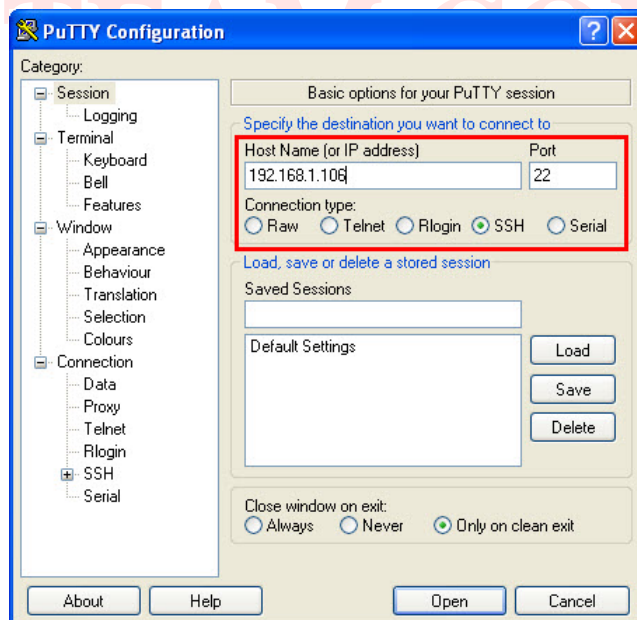 PuTTY Configuration
Category:
Session
Logging
Terminal
Keyboard
Bell
Features
Window
Appearance
Behaviour
Translation
Selection
Colours
Connection
Data
Proxy
Telnet
Rlogin
SSH
Serial
Basic options for your PuTTY session
Specify the destination you want to connect to
Host Name (or IP address) Port
192.168.1.106 22
Connection type:
Raw Telnet Rlogin SSH Serial
Load, save or delete a stored session
Saved Sessions
Default Settings
Load
Save
Delete
Close window on exit:
Always Never Only on clean exit
About Help Open Cancel